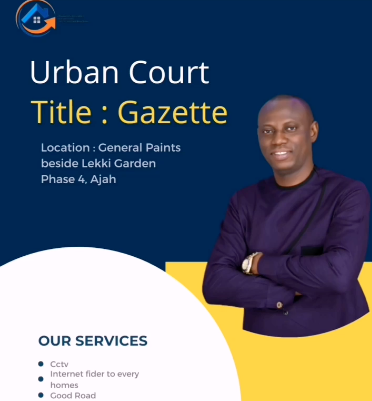 Urban Court
Title : Gazette
Location : General Paints
beside Lekki Garden
Phase 4, Ajah
OUR SERVICES
Cctv
Internet fider to every
homes
Good Road